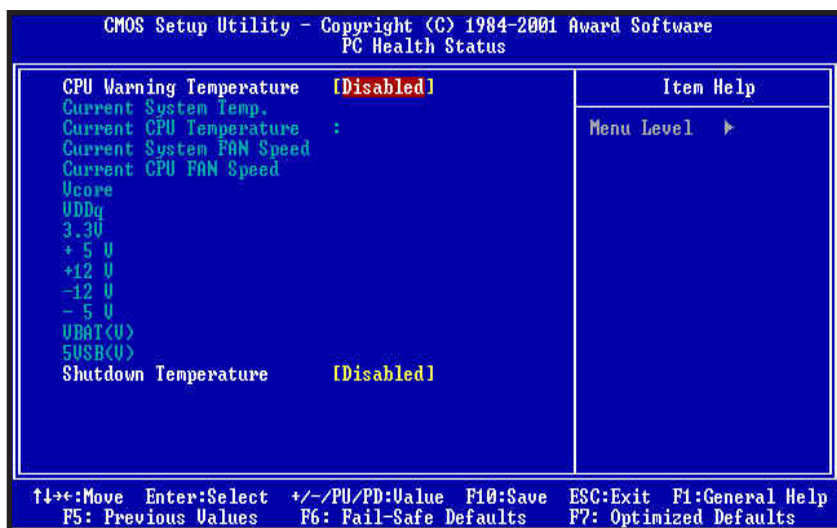 CMOS Setup Utility - Copyright (C) 1984-2001 Award Software
PC Health Status
CPU Warning Temperature [Disabled]
Current System Temp.
Current CPU Temperature :
Current System FAN Speed
Current CPU FAN Speed
Vcore
VDDq
3.3V
+ 5 V
+12 V
-12 V
- 5 V
VBAT(V)
5VSB(V)
Shutdown Temperature [Disabled]
Item Help
Menu Level ▶
↑↓→←:Move Enter:Select +/-/PU/PD:Value F10:Save ESC:Exit F1:General Help
F5: Previous Values F6: Fail-Safe Defaults F7: Optimized Defaults